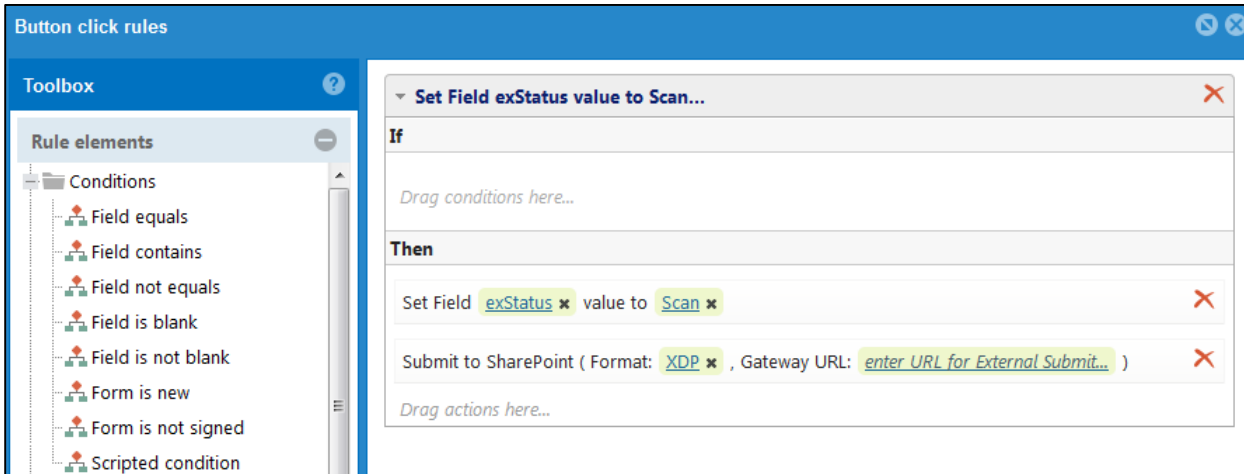 Button click rules
Toolbox
Rule elements
Conditions
Field equals
Field contains
Field not equals
Field is blank
Field is not blank
Form is new
Form is not signed
Scripted condition
Set Field exStatus value to Scan...
If
Drag conditions here...
Then
Set Field exStatus value to Scan
Submit to SharePoint ( Format: XDP , Gateway URL: enter URL for External Submit... )
Drag actions here...